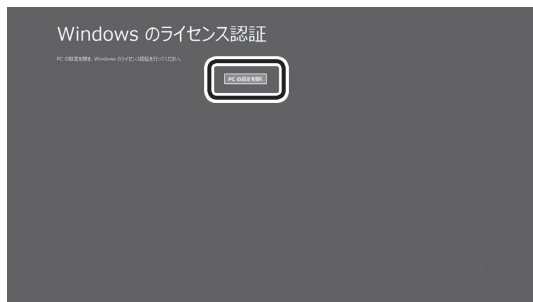 Windows のライセンス認証
PC の設定を開き、Windows のライセンス認証を行ってください。
PC の設定を開く